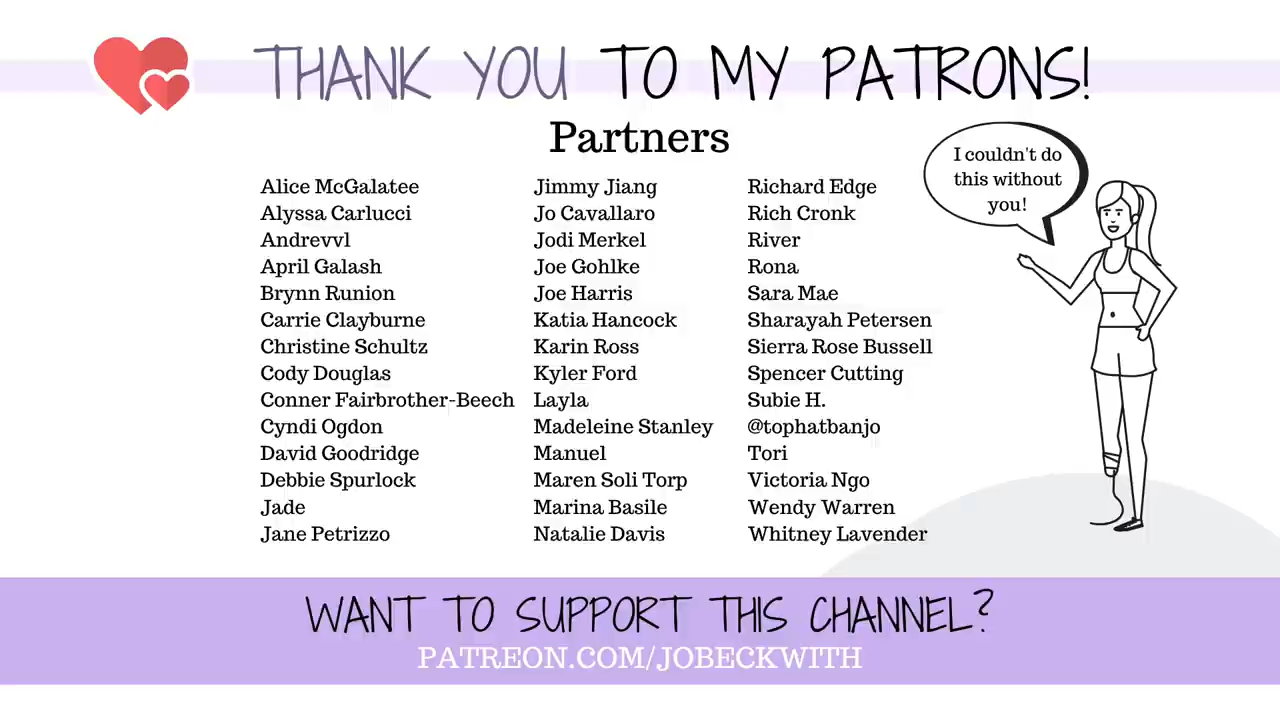 THANK YOU TO MY PATRONS!
Partners
Alice McGalatee
Alyssa Carlucci
Andrevvl
April Galash
Brynn Runion
Carrie Clayburne
Christine Schultz
Cody Douglas
Conner Fairbrother-Beech
Cyndi Ogdon
David Goodridge
Debbie Spurlock
Jade
Jane Petrizzo
Jimmy Jiang
Jo Cavallaro
Jodi Merkel
Joe Gohlke
Joe Harris
Katia Hancock
Karin Ross
Kyler Ford
Layla
Madeleine Stanley
Manuel
Maren Soli Torp
Marina Basile
Natalie Davis
Richard Edge
Rich Cronk
River
Rona
Sara Mae
Sharayah Petersen
Sierra Rose Bussell
Spencer Cutting
Subie H.
@tophatbanjo
Tori
Victoria Ngo
Wendy Warren
Whitney Lavender
I couldn't do
this without
you!
WANT TO SUPPORT THIS CHANNEL?
PATREON.COM/JOBECKWITH